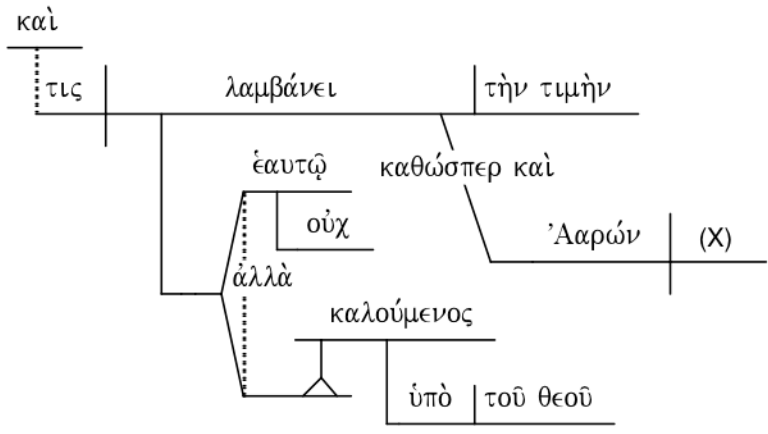 καὶ
τις λαμβάνει τὴν τιμὴν
ἑαυτῷ καθώσπερ καὶ
οὐχ Ἀαρών (X)
ἀλλὰ
καλούμενος
ὑπὸ τοῦ θεοῦ